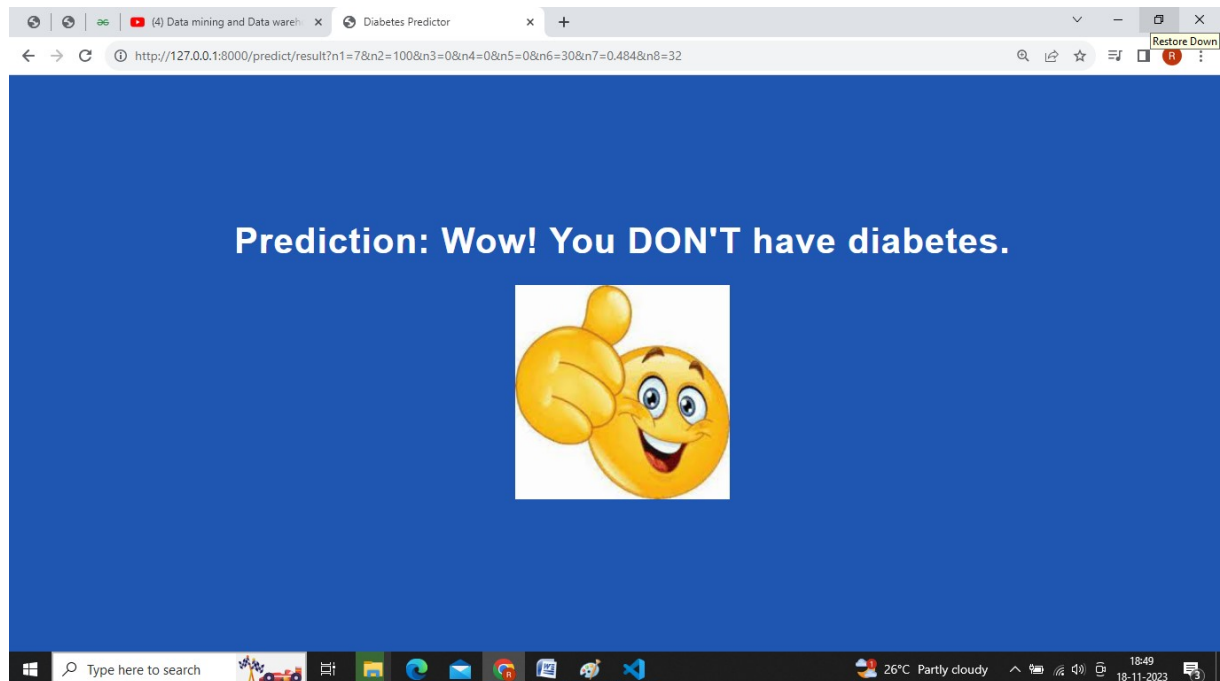 (4) Data mining and Data wareh
Diabetes Predictor
Restore Down
http://127.0.0.1:8000/predict/result?n1=7&n2=100&n3=0&n4=0&n5=0&n6=30&n7=0.484&n8=32
R
Prediction: Wow! You DON'T have diabetes.
Type here to search
26°C Partly cloudy
18:49
18-11-2023
3